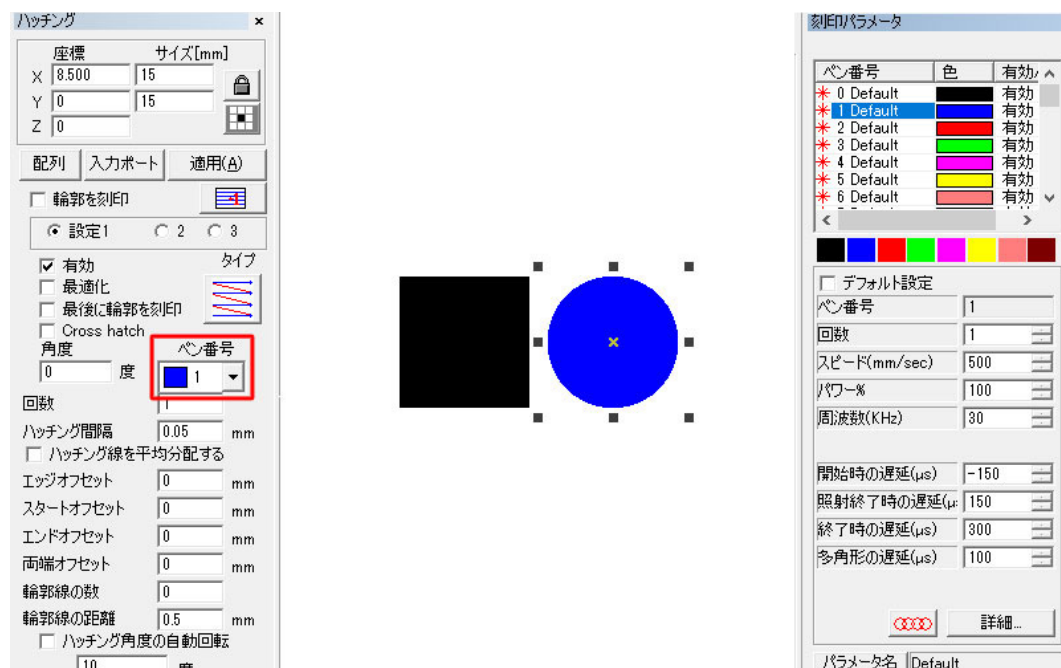 ハッチング ×
座標 サイズ[mm]
X 8.500 15
Y 0 15
Z 0
配列 入力ポート 適用(A)
輪郭を刻印
設定1 2 3
有効 タイプ
最適化
最後に輪郭を刻印
Cross hatch
角度 ペン番号
0 度 1
回数 1
ハッチング間隔 0.05 mm
ハッチング線を平均分配する
エッジオフセット 0 mm
スタートオフセット 0 mm
エンドオフセット 0 mm
両端オフセット 0 mm
輪郭線の数 0
輪郭線の距離 0.5 mm
ハッチング角度の自動回転
10 度
刻印パラメータ
ペン番号 色 有効
0 Default 有効
1 Default 有効
2 Default 有効
3 Default 有効
4 Default 有効
5 Default 有効
6 Default 有効
デフォルト設定
ペン番号 1
回数 1
スピード(mm/sec) 500
パワー% 100
周波数(KHz) 30
開始時の遅延(μs) -150
照射終了時の遅延(μ 150
終了時の遅延(μs) 300
多角形の遅延(μs) 100
詳細...
パラメータ名 Default